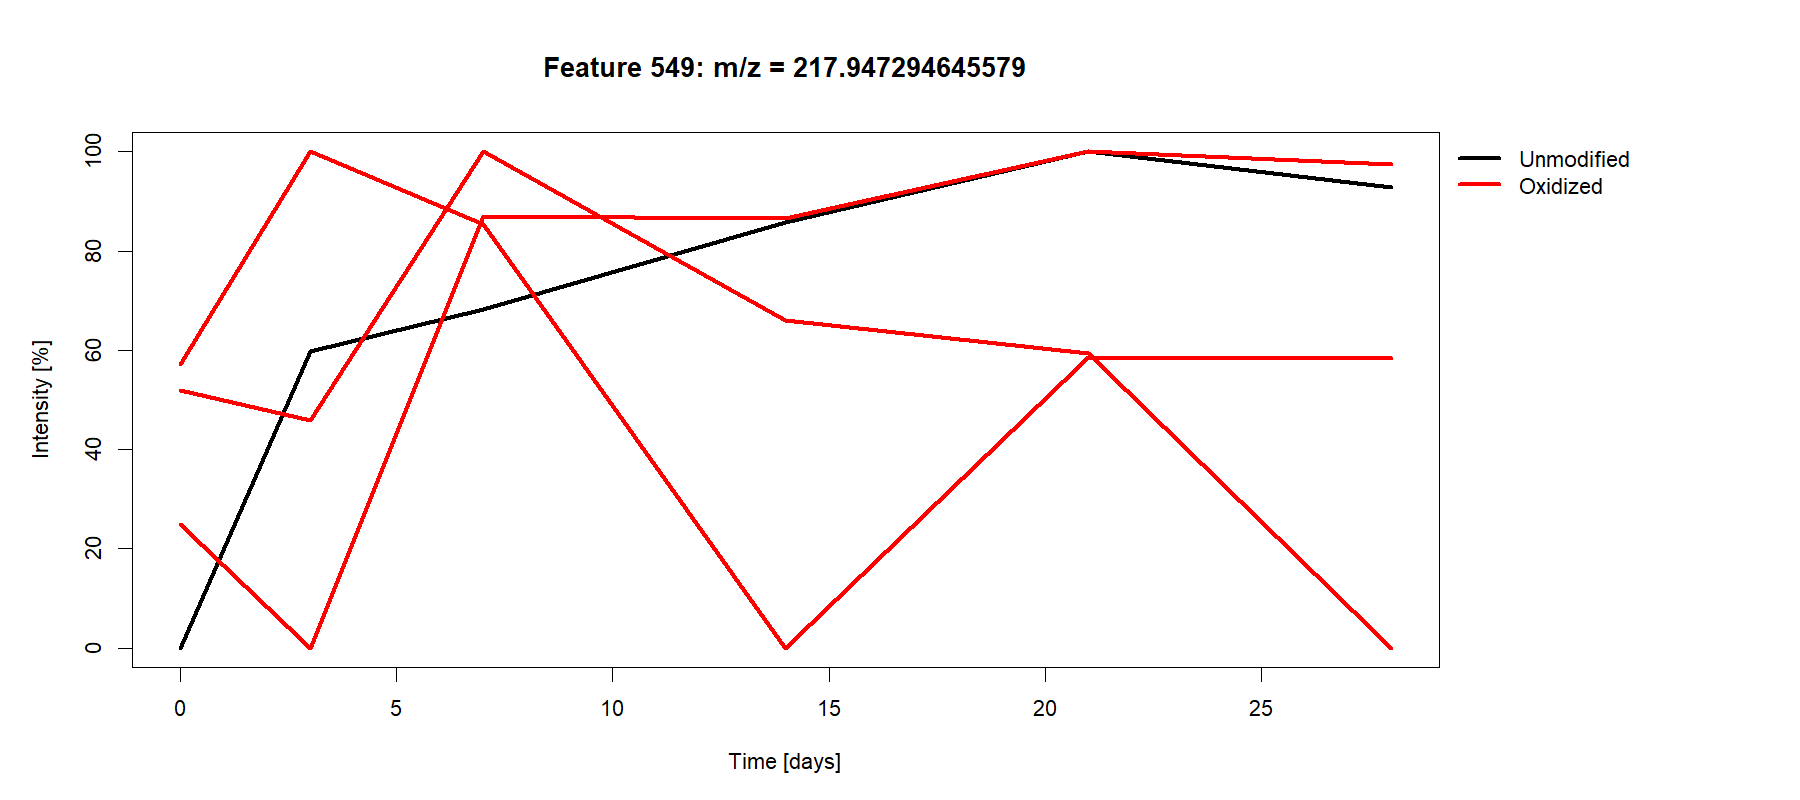 Feature 549: m/z = 217.947294645579
Unmodified
Oxidized
Intensity [%]
100
80
60
40
20
0
0 5 10 15 20 25
Time [days]